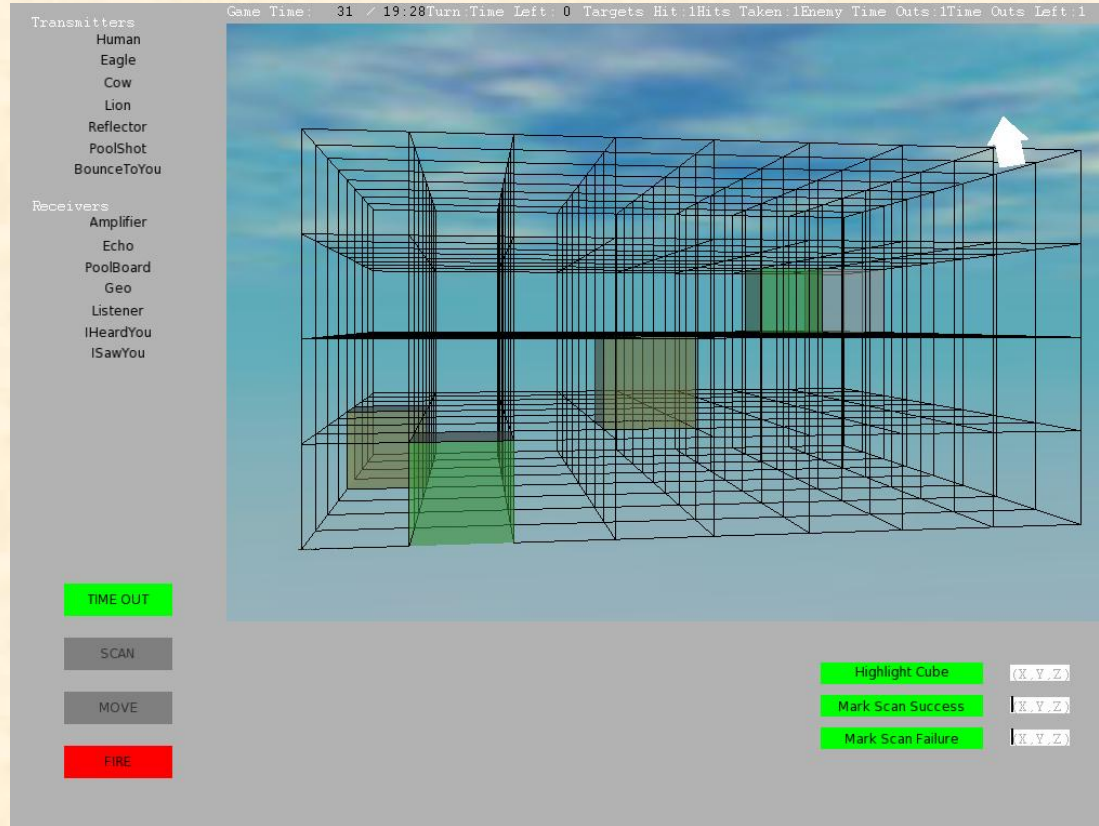 Game Time: 31 / 19:28Turn:Time Left: 0 Targets Hit:1Hits Taken:1Enemy Time Outs:1Time Outs Left:1
Transmitters
Human
Eagle
Cow
Lion
Reflector
PoolShot
BounceToYou
Receivers
Amplifier
Echo
PoolBoard
Geo
Listener
IHeardYou
ISawYou
TIME OUT
SCAN
MOVE
FIRE
Highlight Cube (X,Y,Z)
Mark Scan Success (X,Y,Z)
Mark Scan Failure (X,Y,Z)